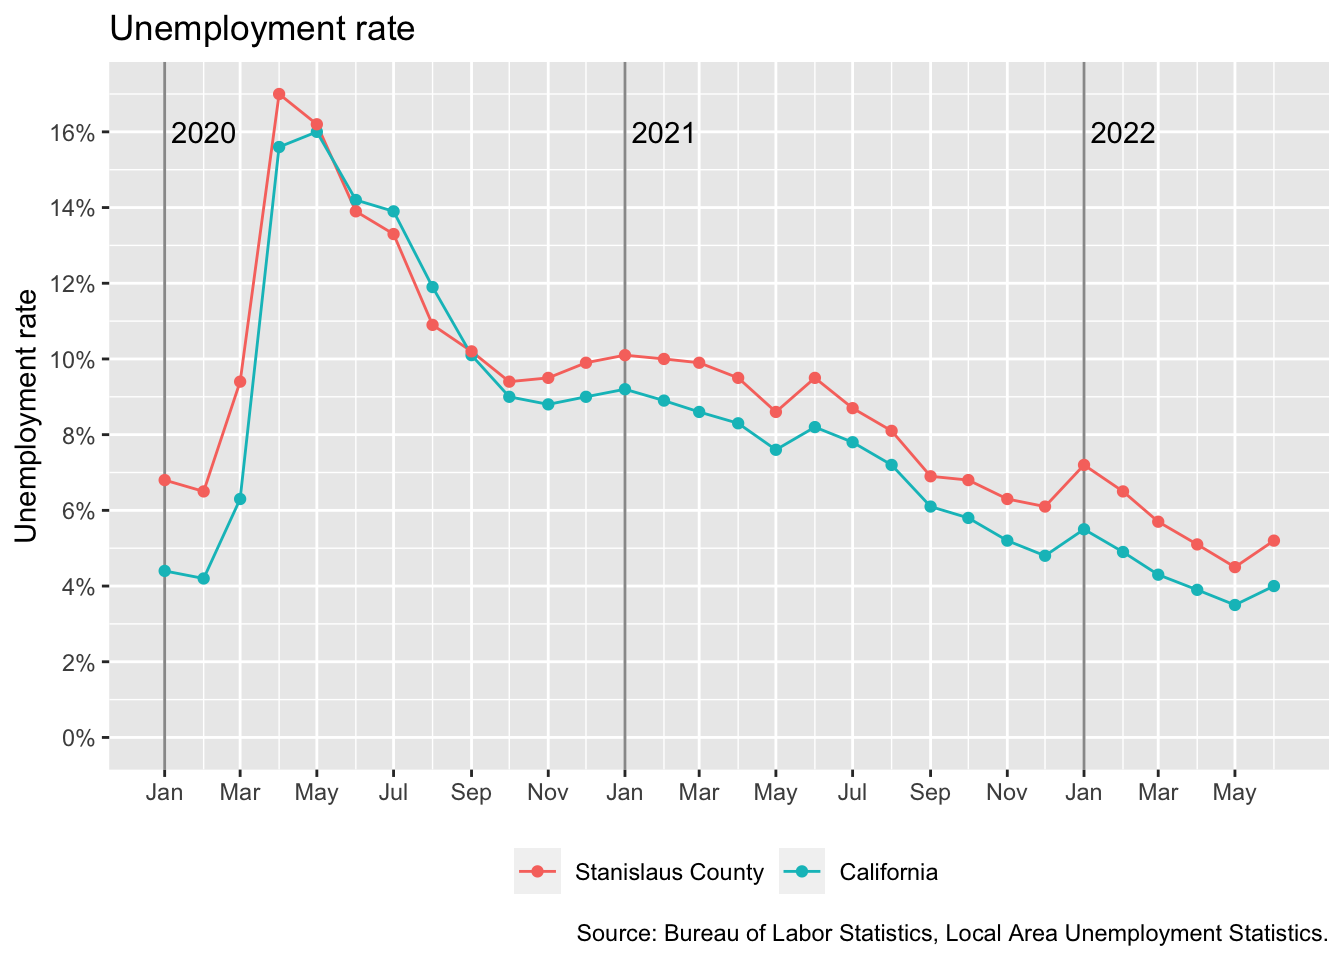 Unemployment rate
Unemployment rate
16%
14%
12%
10%
8%
6%
4%
2%
0%
2020
2021
2022
Jan Mar May Jul Sep Nov Jan Mar May Jul Sep Nov Jan Mar May
Stanislaus County California
Source: Bureau of Labor Statistics, Local Area Unemployment Statistics.